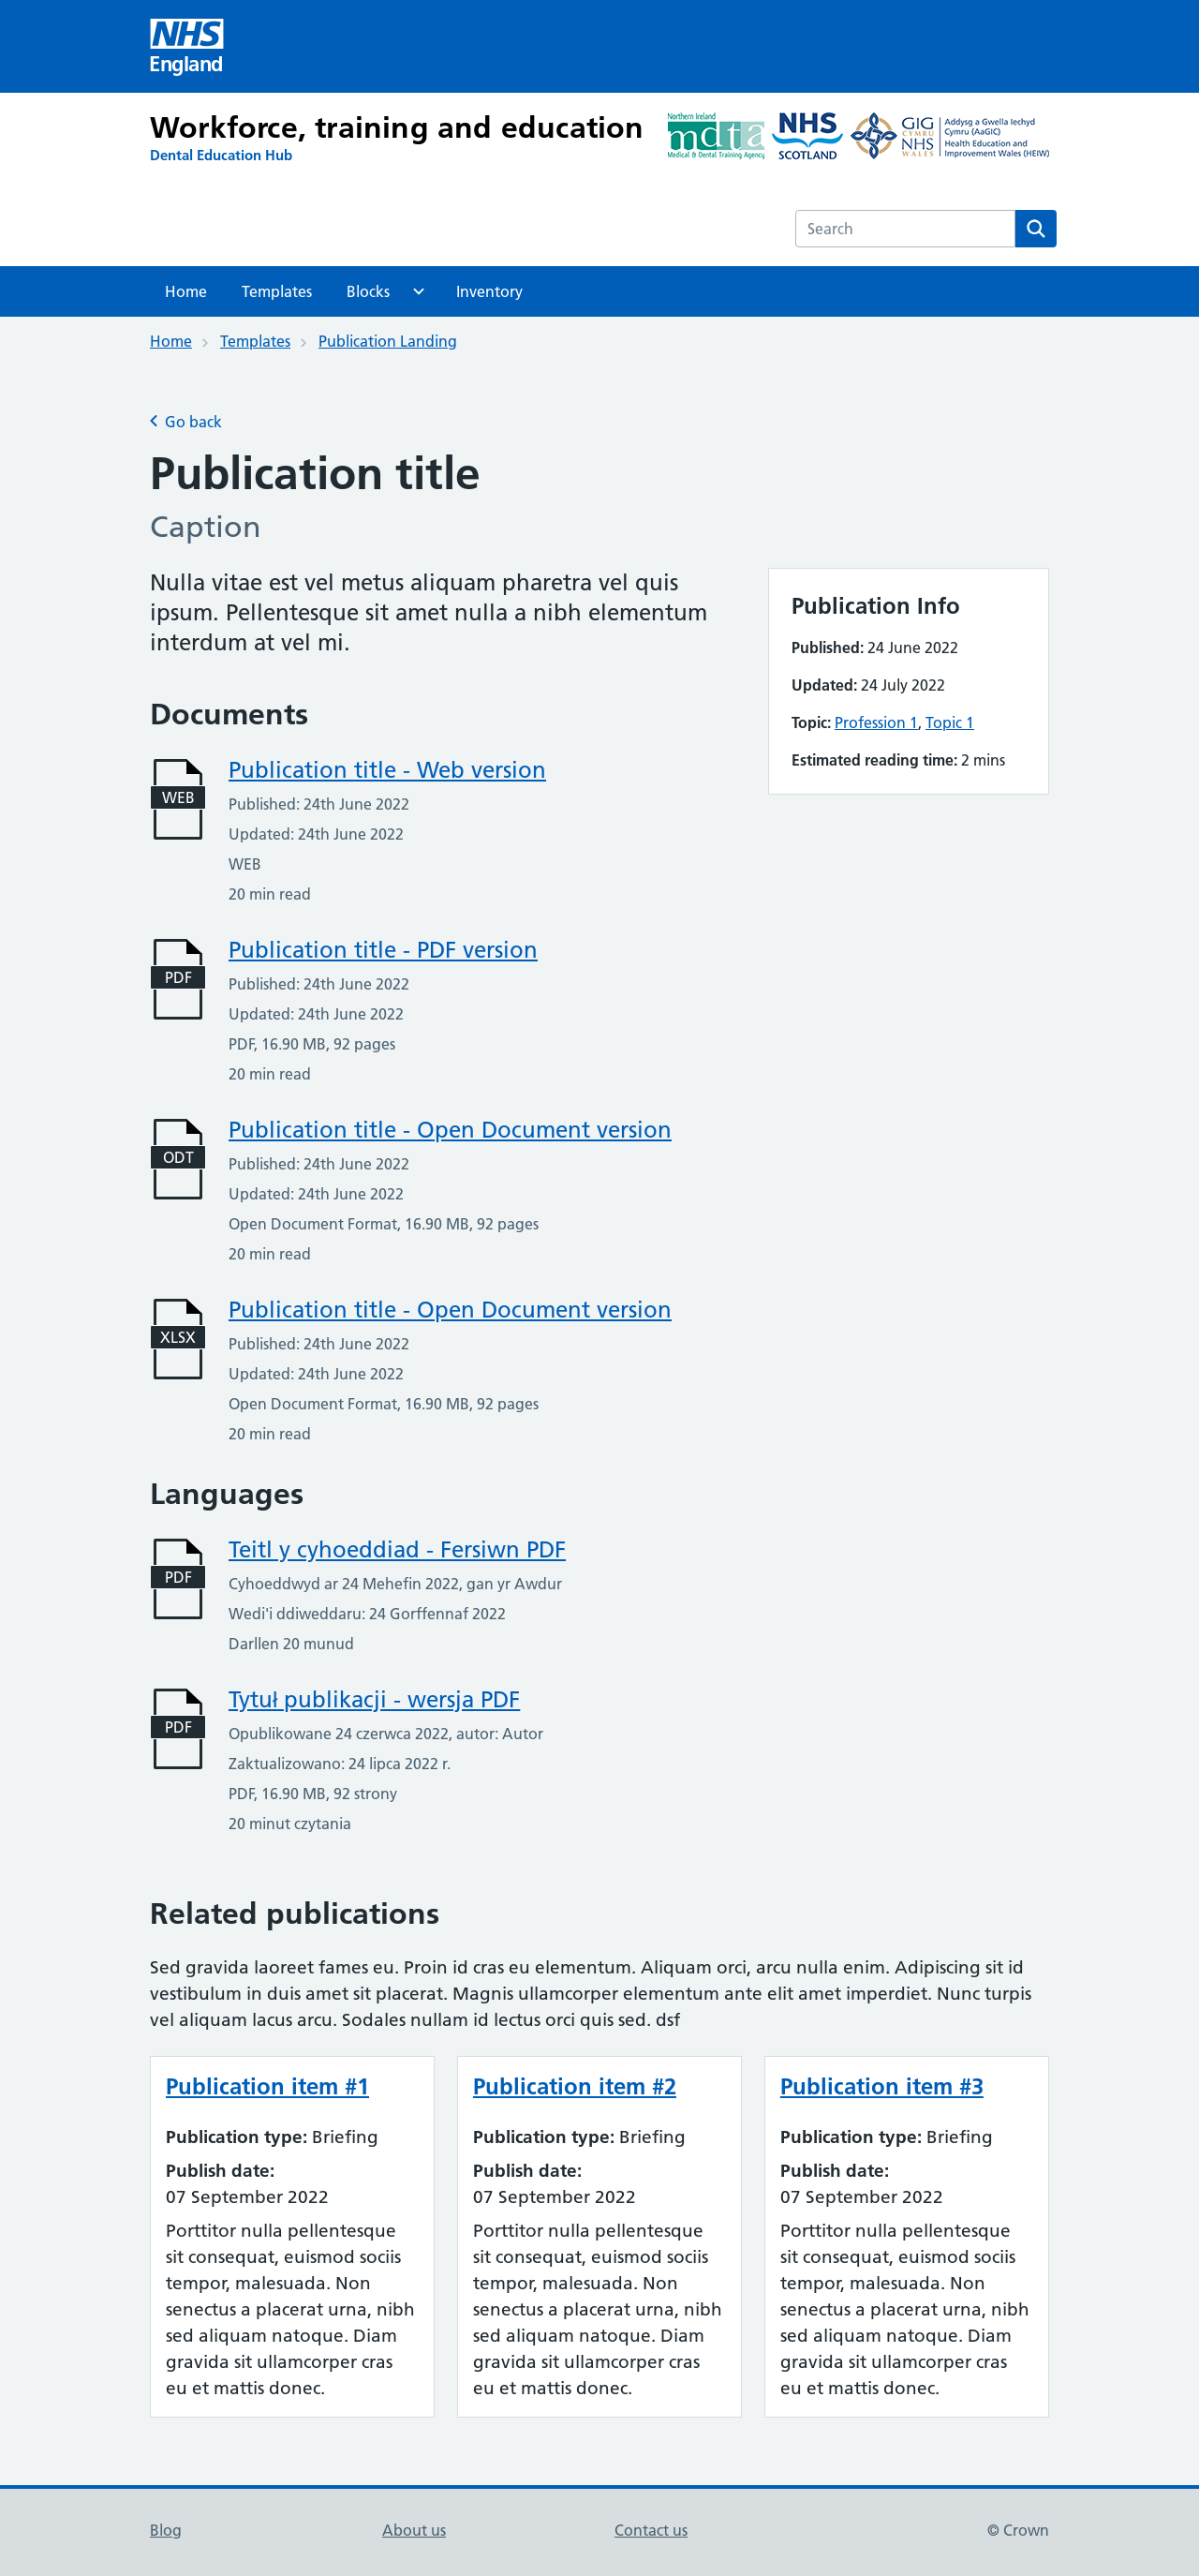 NHS
England
Workforce, training and education
Dental Education Hub
Northern Ireland
mdta
Medical & Dental Training Agency
NHS
SCOTLAND
GIG
CYMRU
NHS
WALES
Addysg a Gwella Iechyd
Cymru (AaGIC)
Health Education and
Improvement Wales (HEIW)
Search
Home Templates Blocks Inventory
Home Templates Publication Landing
Go back
Publication title
Caption
Nulla vitae est vel metus aliquam pharetra vel quis
ipsum. Pellentesque sit amet nulla a nibh elementum
interdum at vel mi.
Publication Info
Published: 24 June 2022
Updated: 24 July 2022
Topic: Profession 1, Topic 1
Estimated reading time: 2 mins
Documents
WEB
Publication title - Web version
Published: 24th June 2022
Updated: 24th June 2022
WEB
20 min read
PDF
Publication title - PDF version
Published: 24th June 2022
Updated: 24th June 2022
PDF, 16.90 MB, 92 pages
20 min read
ODT
Publication title - Open Document version
Published: 24th June 2022
Updated: 24th June 2022
Open Document Format, 16.90 MB, 92 pages
20 min read
XLSX
Publication title - Open Document version
Published: 24th June 2022
Updated: 24th June 2022
Open Document Format, 16.90 MB, 92 pages
20 min read
Languages
PDF
Teitl y cyhoeddiad - Fersiwn PDF
Cyhoeddwyd ar 24 Mehefin 2022, gan yr Awdur
Wedi'i ddiweddaru: 24 Gorffennaf 2022
Darllen 20 munud
PDF
Tytuł publikacji - wersja PDF
Opublikowane 24 czerwca 2022, autor: Autor
Zaktualizowano: 24 lipca 2022 r.
PDF, 16.90 MB, 92 strony
20 minut czytania
Related publications
Sed gravida laoreet fames eu. Proin id cras eu elementum. Aliquam orci, arcu nulla enim. Adipiscing sit id
vestibulum in duis amet sit placerat. Magnis ullamcorper elementum ante elit amet imperdiet. Nunc turpis
vel aliquam lacus arcu. Sodales nullam id lectus orci quis sed. dsf
Publication item #1
Publication type: Briefing
Publish date:
07 September 2022
Porttitor nulla pellentesque
sit consequat, euismod sociis
tempor, malesuada. Non
senectus a placerat urna, nibh
sed aliquam natoque. Diam
gravida sit ullamcorper cras
eu et mattis donec.
Publication item #2
Publication type: Briefing
Publish date:
07 September 2022
Porttitor nulla pellentesque
sit consequat, euismod sociis
tempor, malesuada. Non
senectus a placerat urna, nibh
sed aliquam natoque. Diam
gravida sit ullamcorper cras
eu et mattis donec.
Publication item #3
Publication type: Briefing
Publish date:
07 September 2022
Porttitor nulla pellentesque
sit consequat, euismod sociis
tempor, malesuada. Non
senectus a placerat urna, nibh
sed aliquam natoque. Diam
gravida sit ullamcorper cras
eu et mattis donec.
Blog About us Contact us © Crown